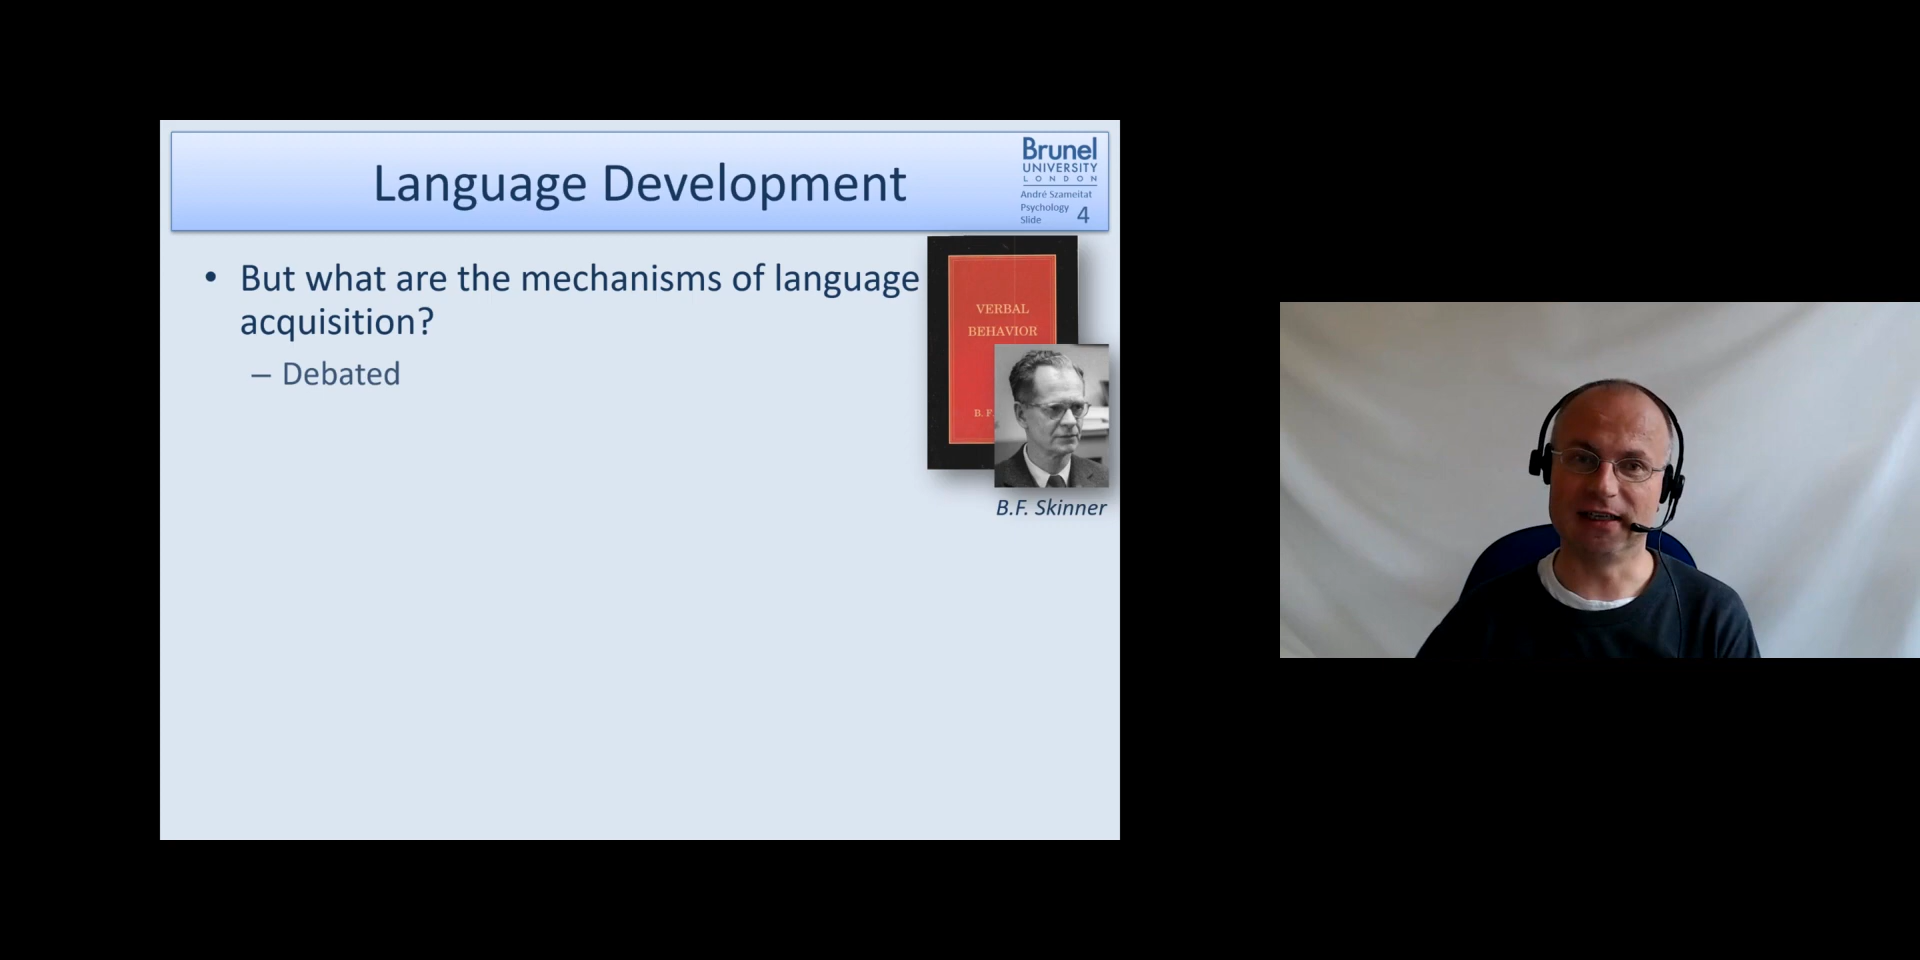 Language Development
Brunel
UNIVERSITY
LONDON
André Szameitat
Psychology
Slide 4
• But what are the mechanisms of language
acquisition?
– Debated
VERBAL
BEHAVIOR
B. F.
B.F. Skinner